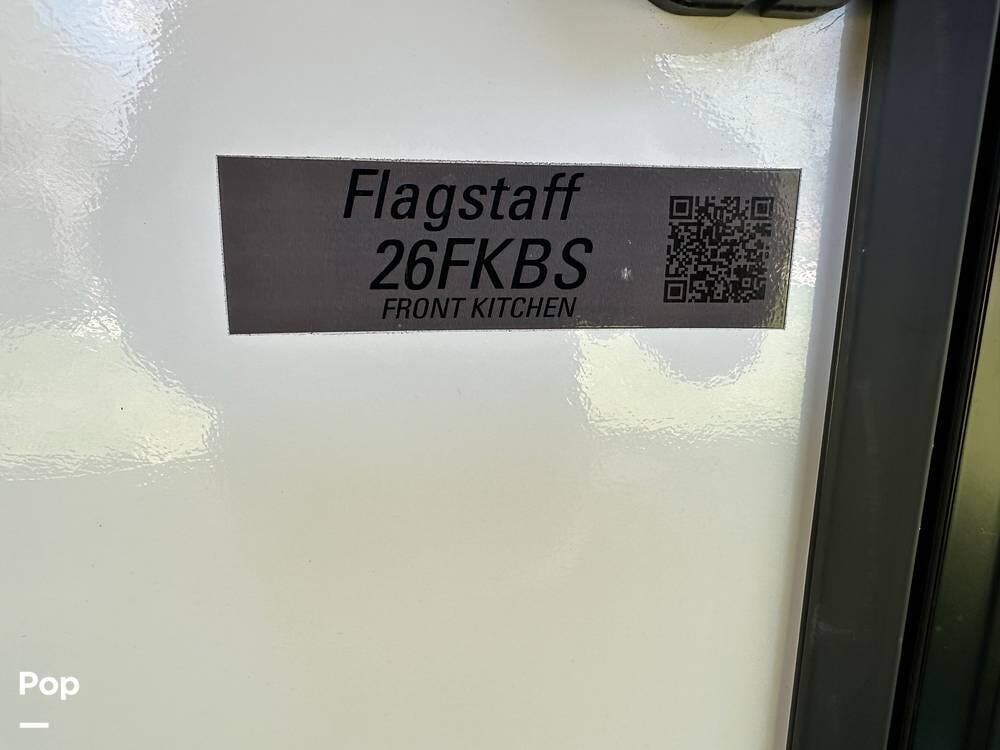 Flagstaff
26FKBS
FRONT KITCHEN
Pop